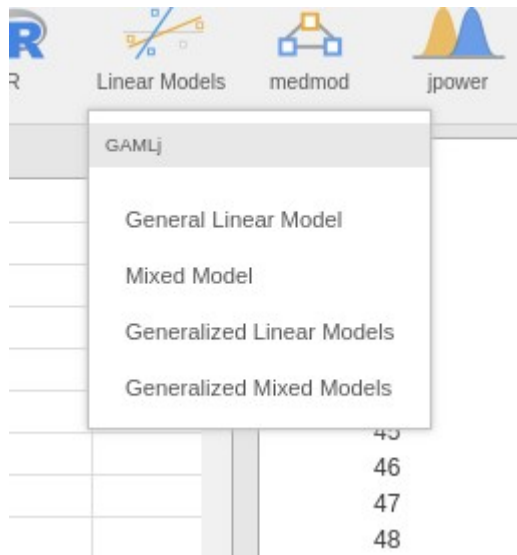 R
Linear Models
medmod
jpower
GAMLj
General Linear Model
Mixed Model
Generalized Linear Models
Generalized Mixed Models
45
46
47
48